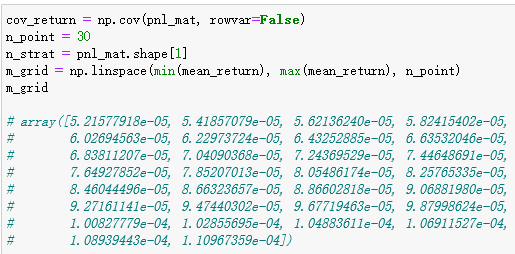 cov_return = np.cov(pnl_mat, rowvar=False)
n_point = 30
n_strat = pnl_mat.shape[1]
m_grid = np.linspace(min(mean_return), max(mean_return), n_point)
m_grid
# array([5.21577918e-05, 5.41857079e-05, 5.62136240e-05, 5.82415402e-05,
#        6.02694563e-05, 6.22973724e-05, 6.43252885e-05, 6.63532046e-05,
#        6.83811207e-05, 7.04090368e-05, 7.24369529e-05, 7.44648691e-05,
#        7.64927852e-05, 7.85207013e-05, 8.05486174e-05, 8.25765335e-05,
#        8.46044496e-05, 8.66323657e-05, 8.86602818e-05, 9.06881980e-05,
#        9.27161141e-05, 9.47440302e-05, 9.67719463e-05, 9.87998624e-05,
#        1.00827779e-04, 1.02855695e-04, 1.04883611e-04, 1.06911527e-04,
#        1.08939443e-04, 1.10967359e-04])